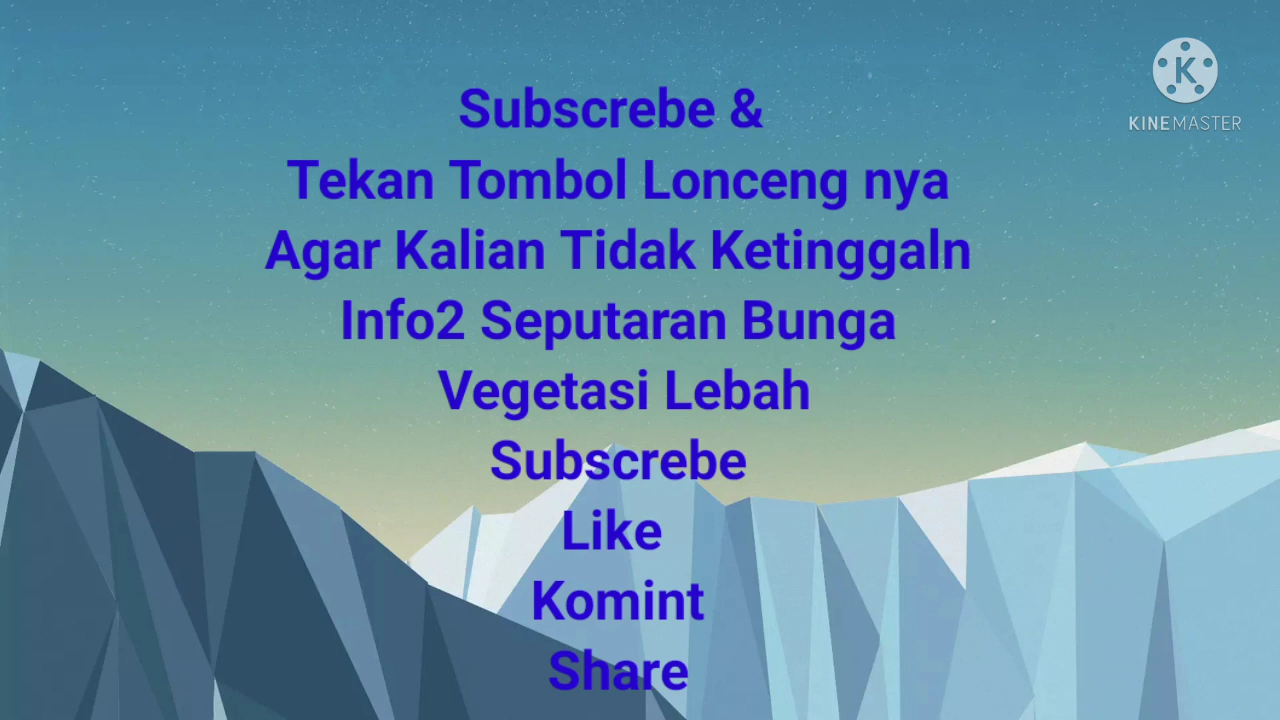 Subscrebe &
Tekan Tombol Lonceng nya
Agar Kalian Tidak Ketinggaln
Info2 Seputaran Bunga
Vegetasi Lebah
Subscrebe
Like
Komint
Share
K
KINEMASTER